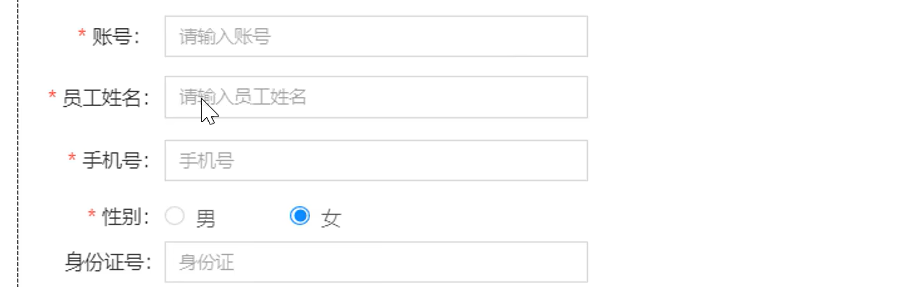 * 账号: 请输入账号
* 员工姓名: 请输入员工姓名
* 手机号: 手机号
* 性别: 男 女
身份证号: 身份证